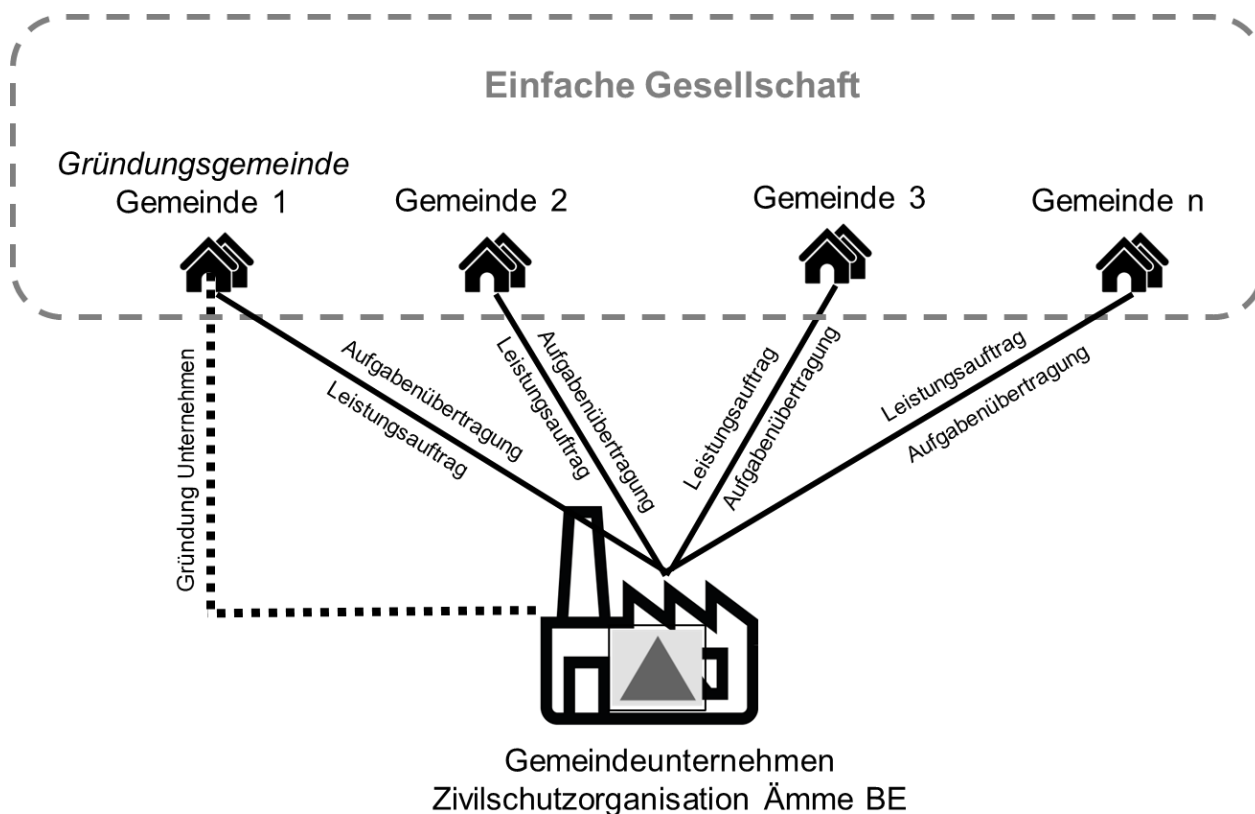 Einfache Gesellschaft
Gründungsgemeinde
Gemeinde 1
Gemeinde 2
Gemeinde 3
Gemeinde n
Gründung Unternehmen
Aufgabenübertragung
Leistungsauftrag
Aufgabenübertragung
Leistungsauftrag
Leistungsauftrag
Aufgabenübertragung
Leistungsauftrag
Aufgabenübertragung
Gemeindeunternehmen
Zivilschutzorganisation Ämme BE